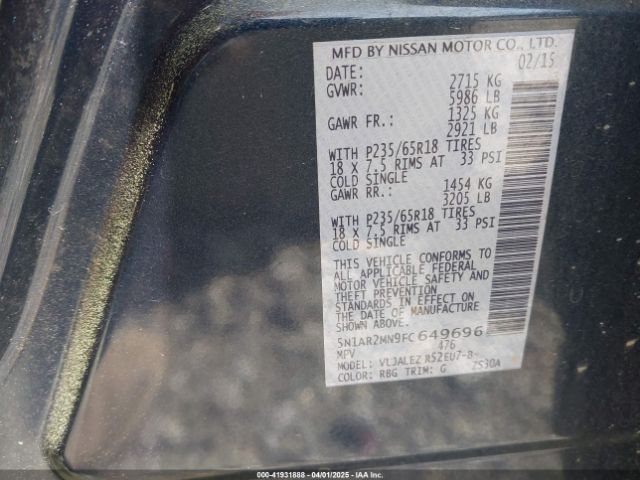 MFD BY NISSAN MOTOR CO., LTD.
DATE: 02/15
GVWR: 2715 KG
5986 LB
GAWR FR.: 1325 KG
2921 LB
WITH P235/65R18 TIRES
18 X 7.5 RIMS AT 33 PSI
COLD SINGLE
GAWR RR.: 1454 KG
3205 LB
WITH P235/65R18 TIRES
18 X 7.5 RIMS AT 33 PSI
COLD SINGLE
THIS VEHICLE CONFORMS TO
ALL APPLICABLE FEDERAL
MOTOR VEHICLE SAFETY AND
THEFT PREVENTION
STANDARDS IN EFFECT ON
THE DATE OF MANUFACTURE
SHOWN ABOVE.
5N1AR2MN9FC649696
MPV 476
MODEL: VLJALEZ R52EU7-B-
COLOR: RBG TRIM: G ZS30A
00-41931888 - 04/01/2025 - IAA Inc.